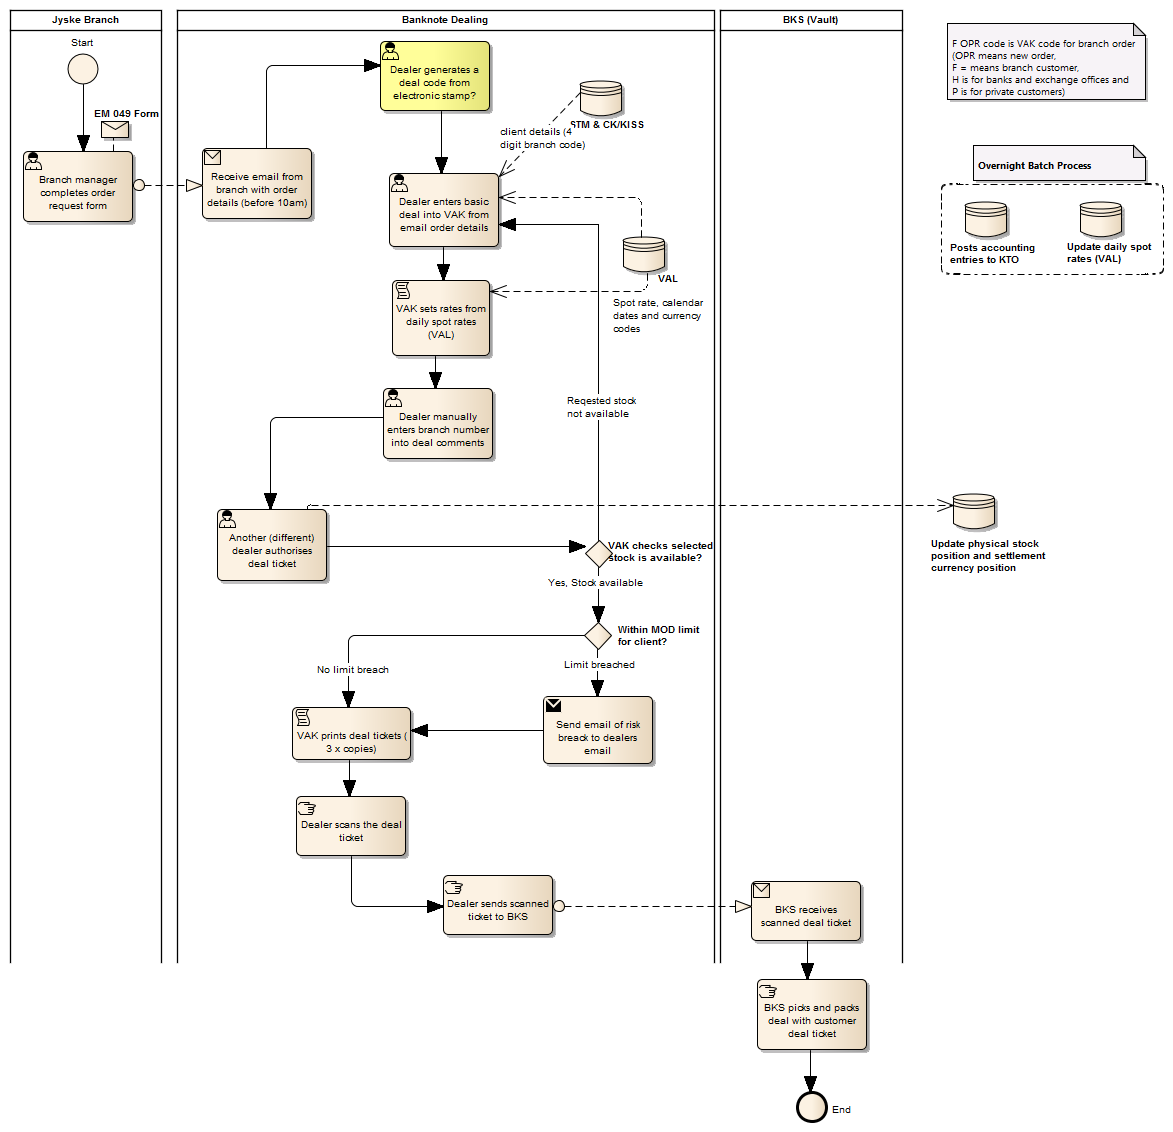 Jyske Branch
Banknote Dealing
BKS (Vault)
Start
EM 049 Form
Branch manager
completes order
request form
Receive email from
branch with order
details (before 10am)
Dealer generates a
deal code from
electronic stamp?
STM & CK/KISS
client details (4
digit branch code)
Dealer enters basic
deal into VAK from
email order details
VAL
Spot rate, calendar
dates and currency
codes
VAK sets rates from
daily spot rates
(VAL)
Dealer manually
enters branch number
into deal comments
Reqested stock
not available
Another (different)
dealer authorises
deal ticket
VAK checks selected
stock is available?
Yes, Stock available
Within MOD limit
for client?
No limit breach
Limit breached
Send email of risk
breack to dealers
email
VAK prints deal tickets (
3 x copies)
Dealer scans the deal
ticket
Dealer sends scanned
ticket to BKS
BKS receives
scanned deal ticket
BKS picks and packs
deal with customer
deal ticket
End
F OPR code is VAK code for branch order
(OPR means new order,
F = means branch customer,
H is for banks and exchange offices and
P is for private customers)
Overnight Batch Process
Posts accounting
entries to KTO
Update daily spot
rates (VAL)
Update physical stock
position and settlement
currency position